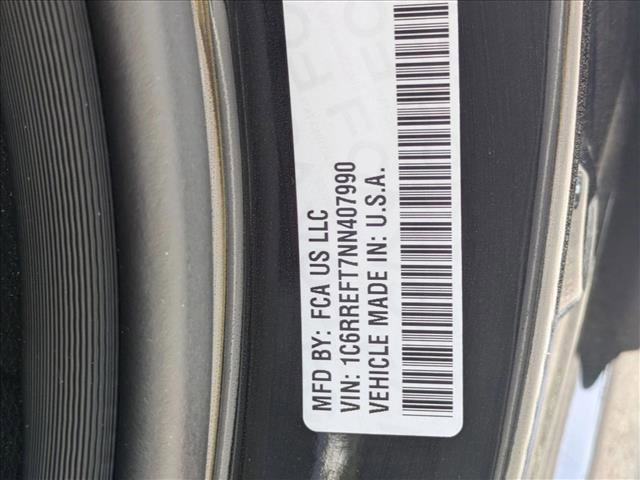 MFD BY: FCA US LLC
VIN: 1C6RREFT7NN407990
VEHICLE MADE IN: U.S.A.